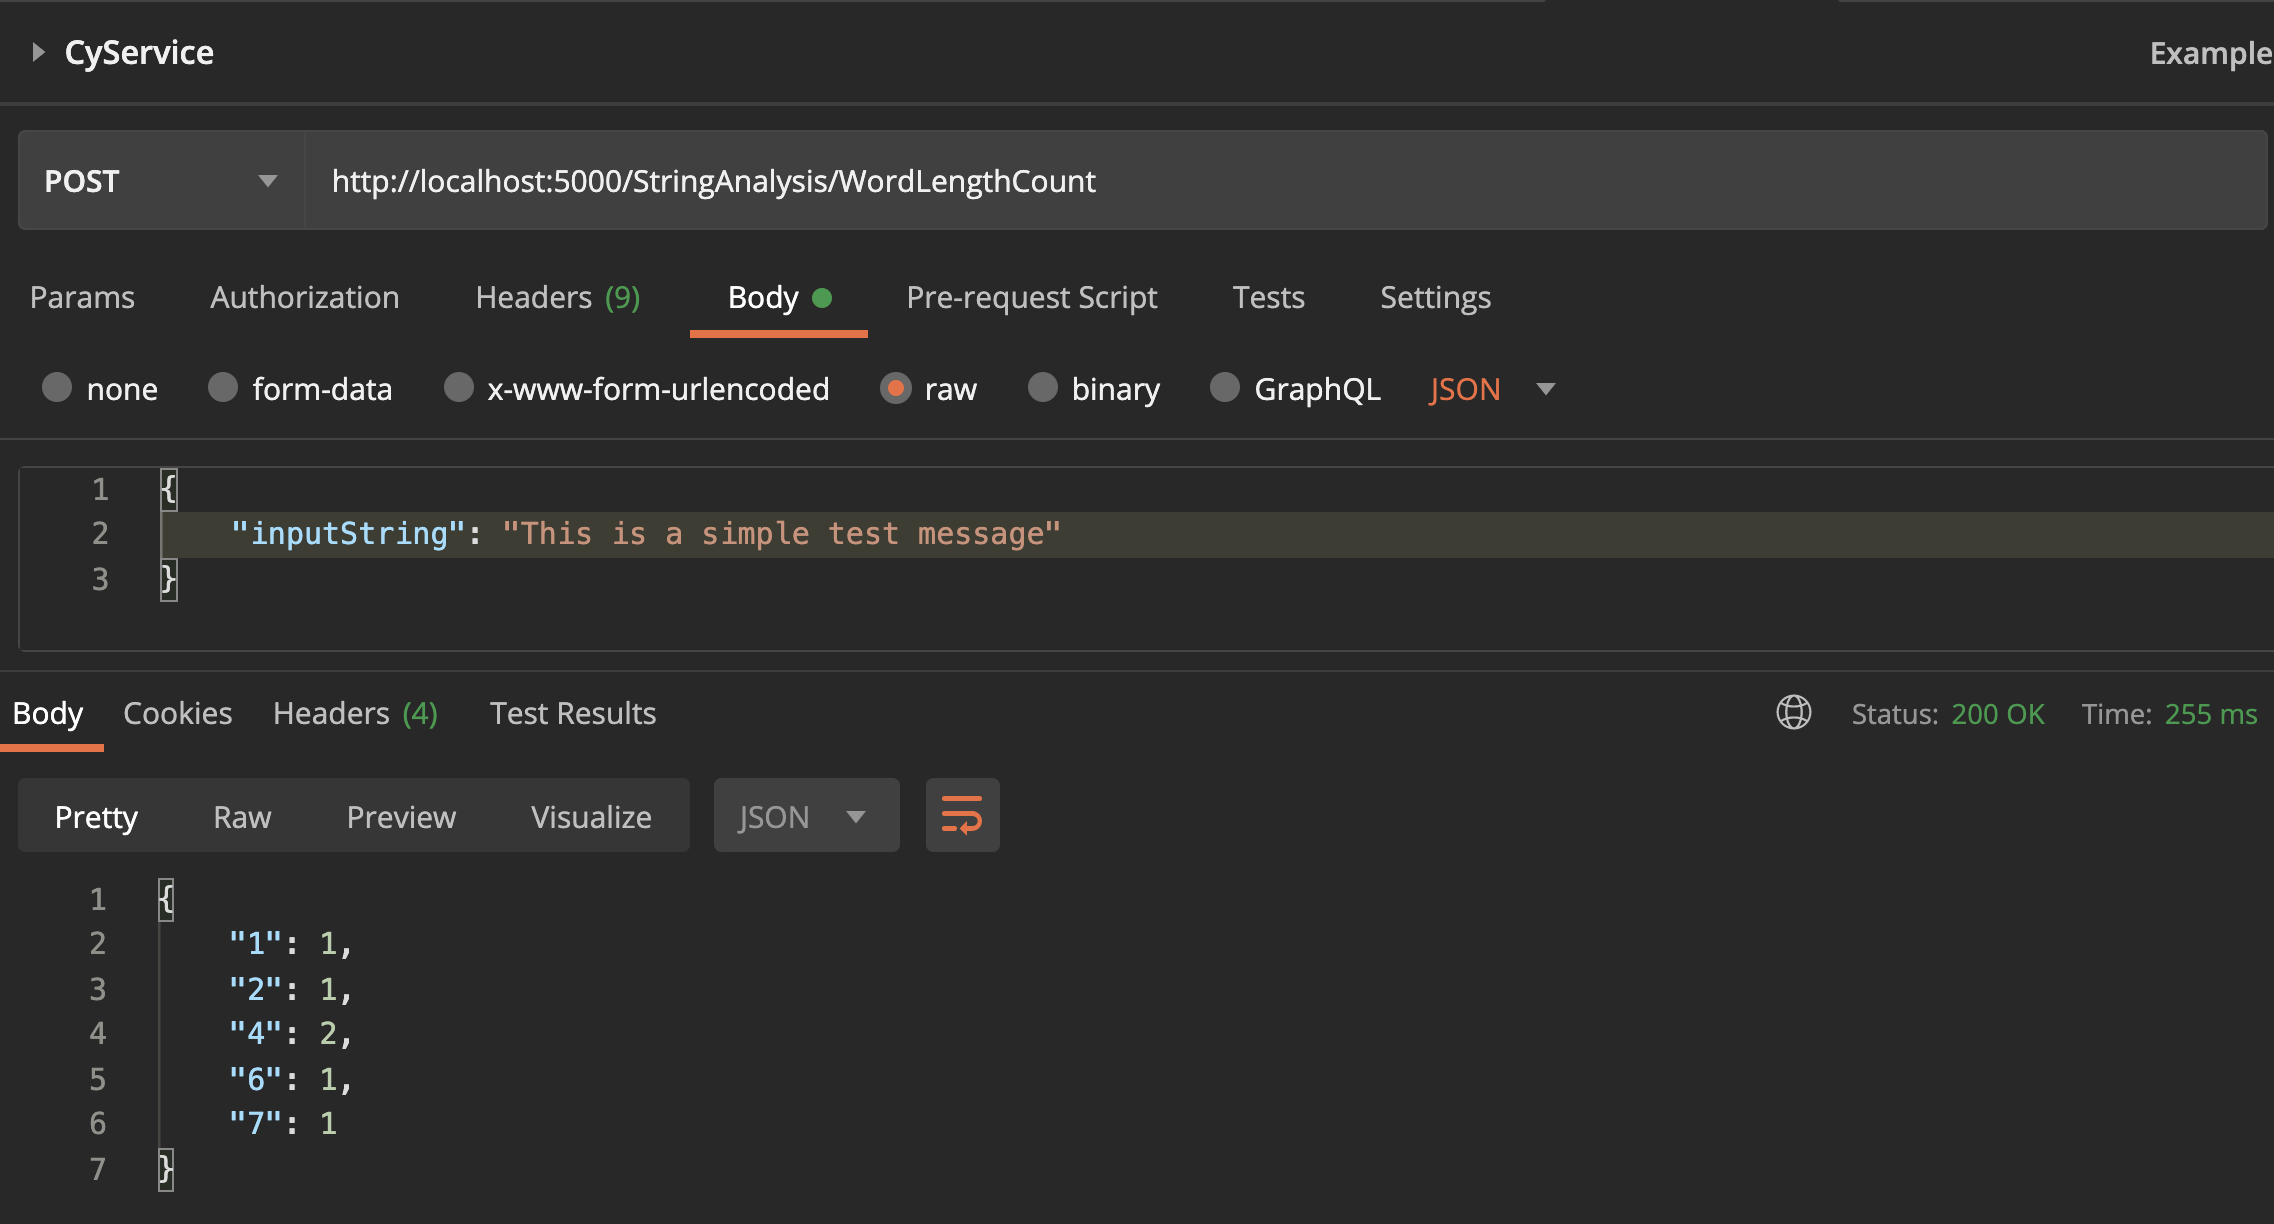 CyService Example
POST http://localhost:5000/StringAnalysis/WordLengthCount
Params Authorization Headers (9) Body Pre-request Script Tests Settings
none form-data x-www-form-urlencoded raw binary GraphQL JSON
1 {
2 "inputString": "This is a simple test message"
3 }
Body Cookies Headers (4) Test Results Status: 200 OK Time: 255 ms
Pretty Raw Preview Visualize JSON
1 {
2 "1": 1,
3 "2": 1,
4 "4": 2,
5 "6": 1,
6 "7": 1
7 }